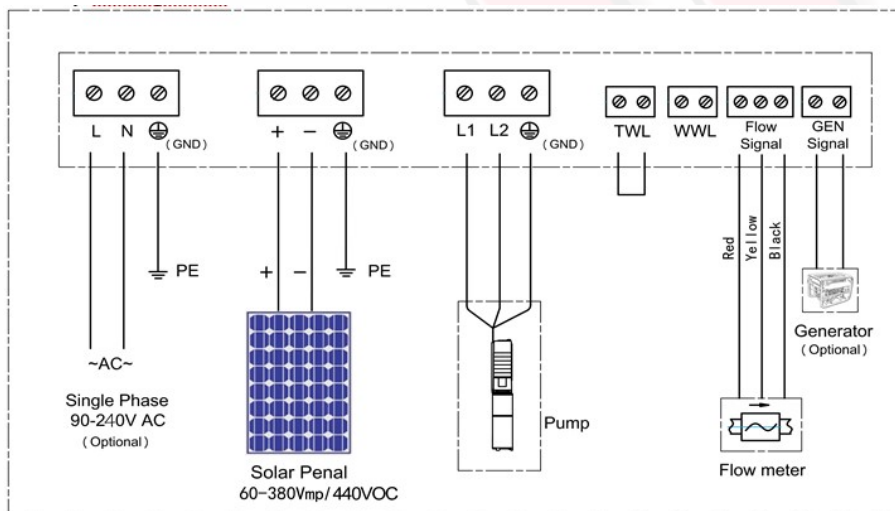 L N (GND)
+ − (GND)
L1 L2 (GND)
TWL
WWL
Flow
Signal
GEN
Signal
PE
+ −
PE
Red
Yellow
Black
~AC~
Single Phase
90-240V AC
(Optional)
Solar Penal
60-380Vmp/440VOC
Pump
Generator
(Optional)
Flow meter